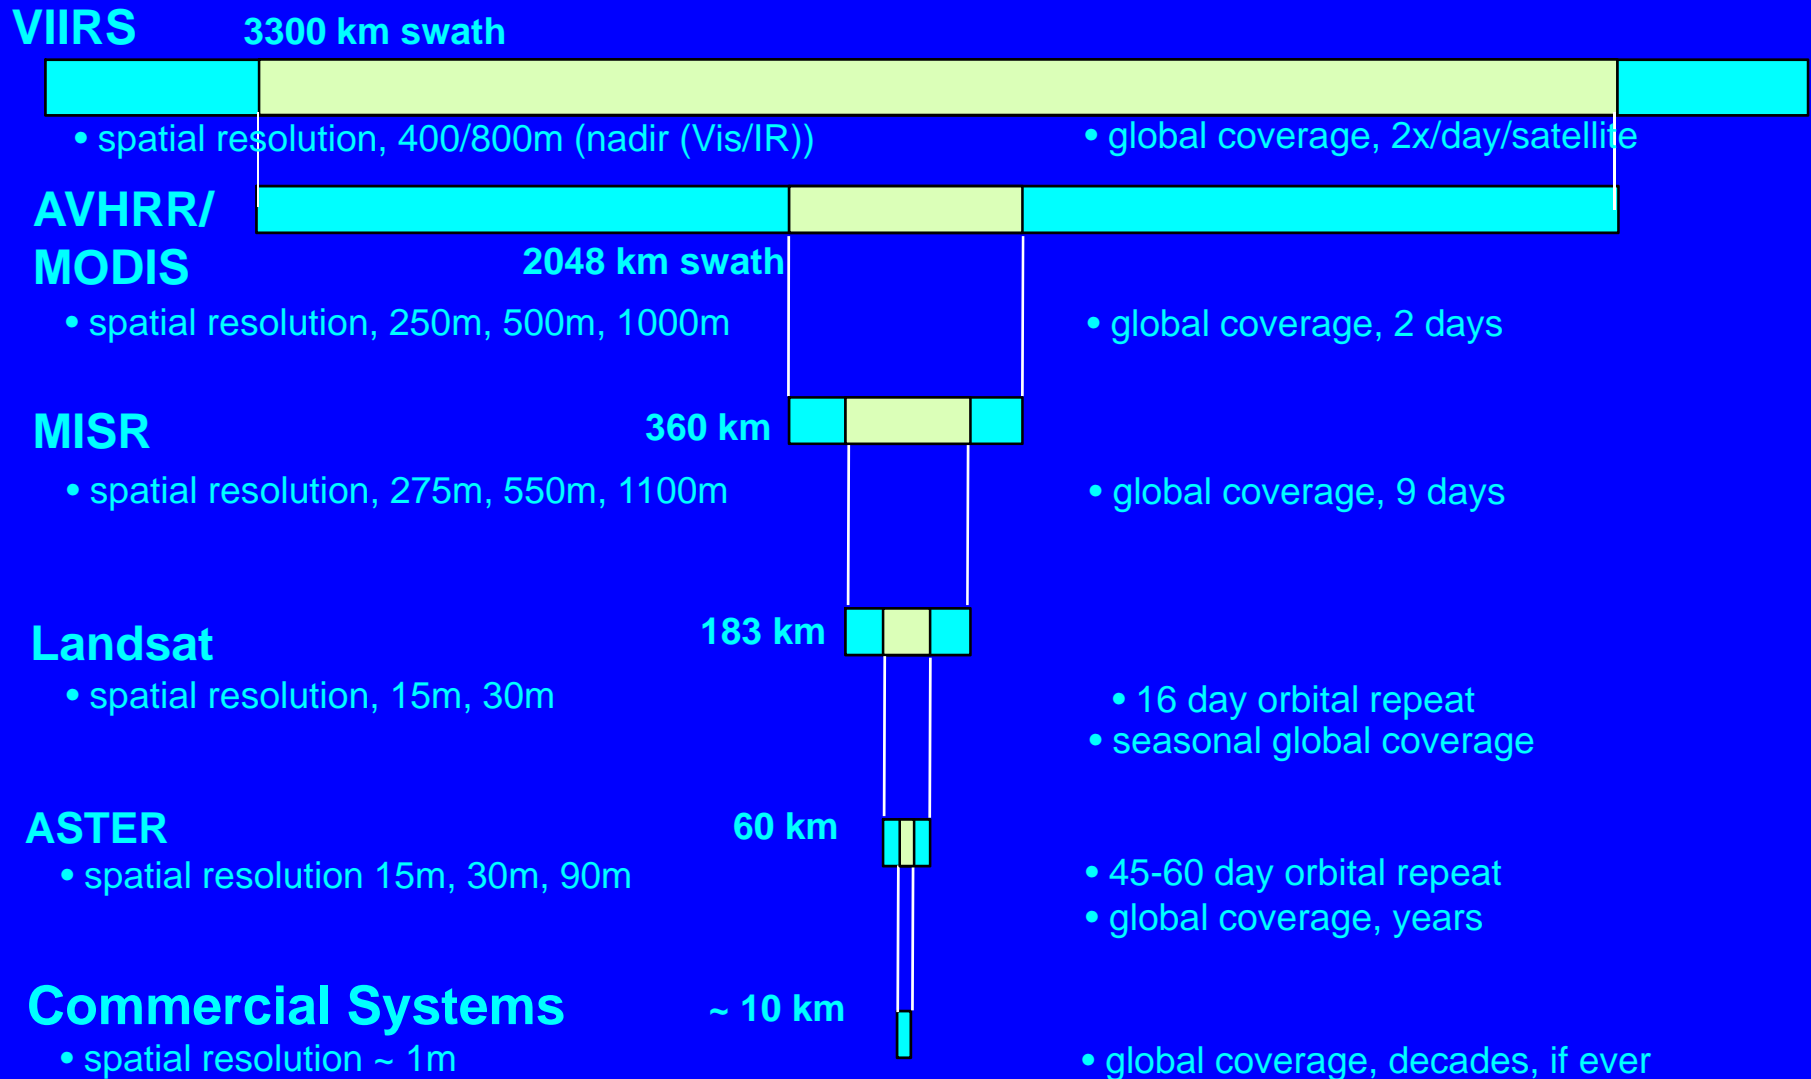 VIIRS 3300 km swath
• spatial resolution, 400/800m (nadir (Vis/IR)) • global coverage, 2x/day/satellite
AVHRR/
MODIS 2048 km swath
• spatial resolution, 250m, 500m, 1000m • global coverage, 2 days
MISR 360 km
• spatial resolution, 275m, 550m, 1100m • global coverage, 9 days
Landsat 183 km
• spatial resolution, 15m, 30m • 16 day orbital repeat
• seasonal global coverage
ASTER 60 km
• spatial resolution 15m, 30m, 90m • 45-60 day orbital repeat
• global coverage, years
Commercial Systems ~ 10 km
• spatial resolution ~ 1m • global coverage, decades, if ever